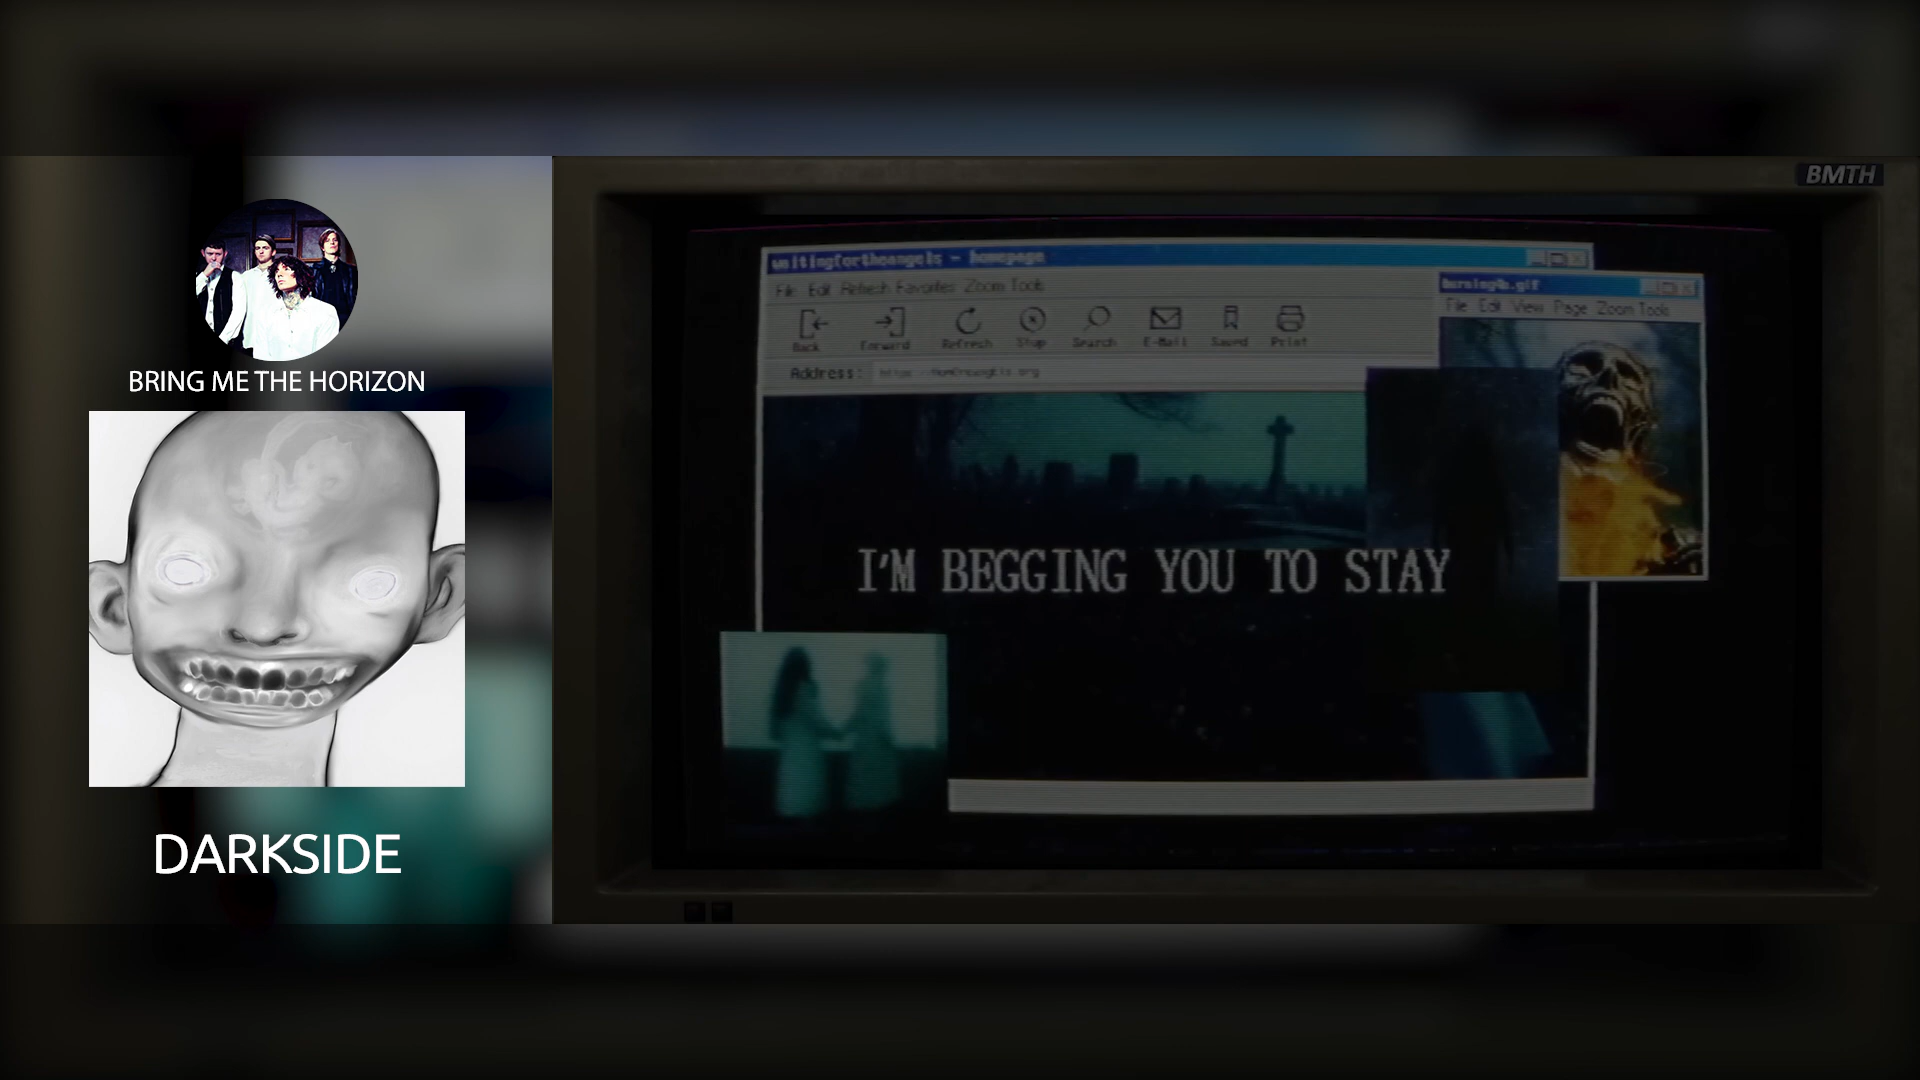 BMTH
BRING ME THE HORIZON
DARKSIDE
waitingfortheangels - homepage
File Edit Refresh Favorites Zoom Tools
Back Forward Refresh Stop Search E-Mail Saved Print
Address:
File Edit View Page Zoom Tools
I'M BEGGING YOU TO STAY